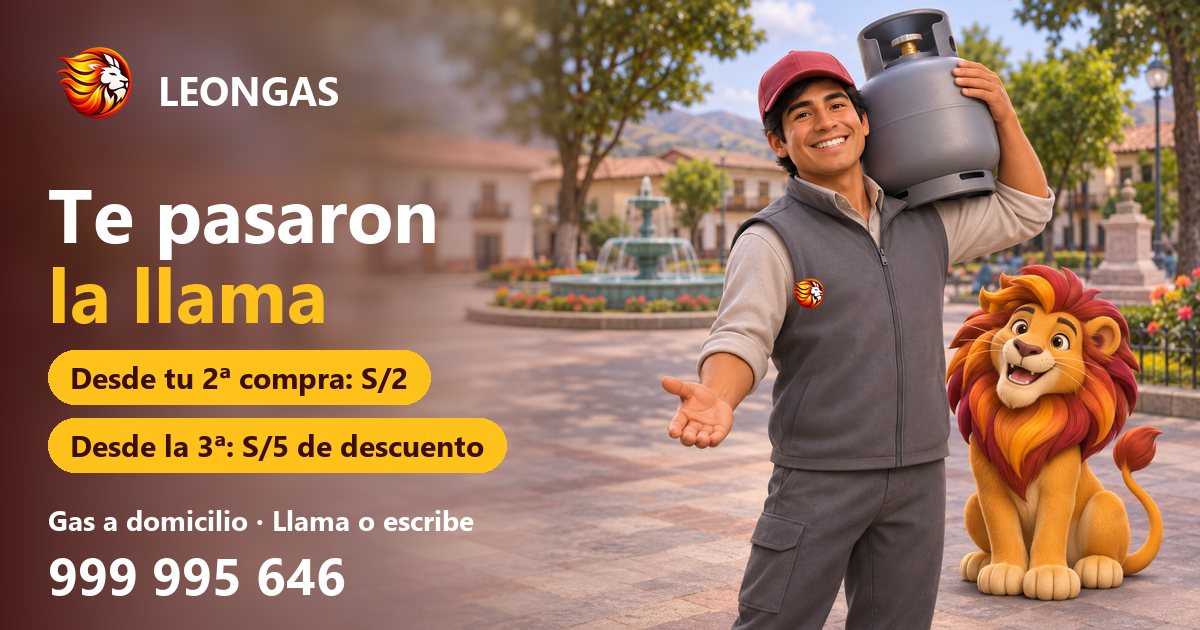 LEONGAS
Te pasaron
la llama
Desde tu 2ª compra: S/2
Desde la 3ª: S/5 de descuento
Gas a domicilio · Llama o escribe
999 995 646